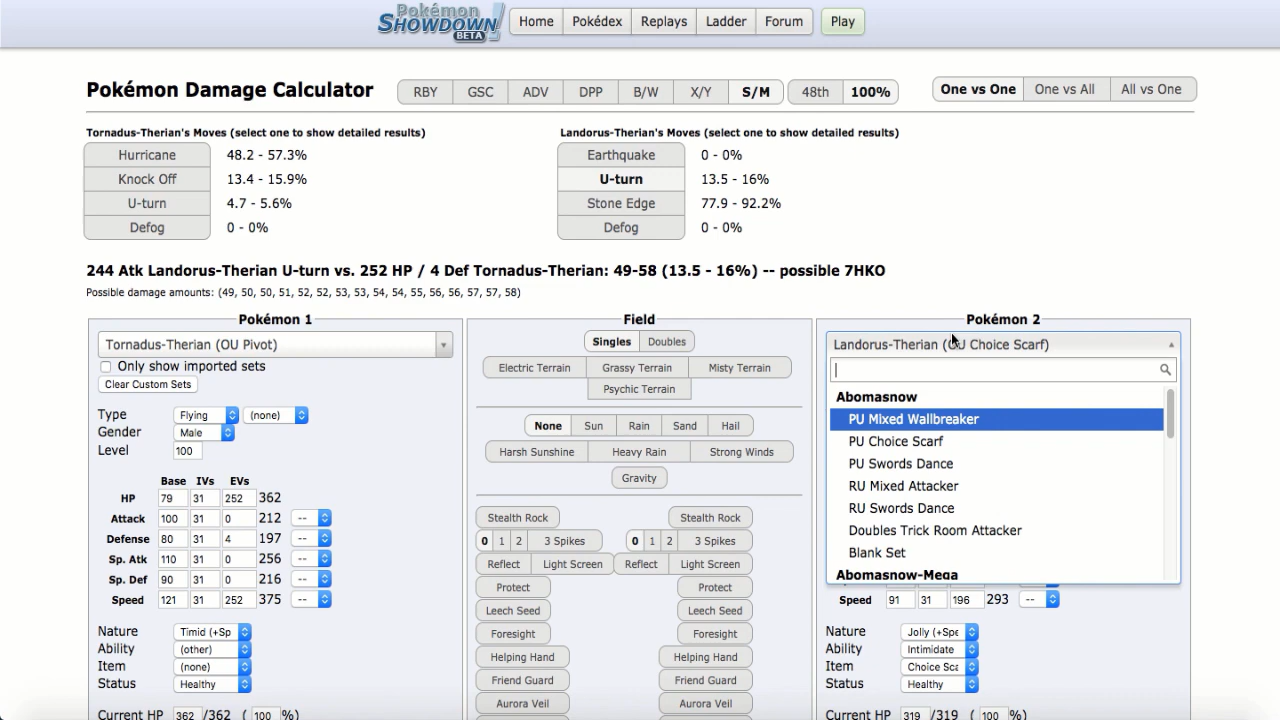 Pokémon SHOWDOWN! BETA Home Pokédex Replays Ladder Forum Play
Pokémon Damage Calculator RBY GSC ADV DPP B/W X/Y S/M 48th 100% One vs One One vs All All vs One
Tornadus-Therian's Moves (select one to show detailed results)
Hurricane 48.2 - 57.3%
Knock Off 13.4 - 15.9%
U-turn 4.7 - 5.6%
Defog 0 - 0%
Landorus-Therian's Moves (select one to show detailed results)
Earthquake 0 - 0%
U-turn 13.5 - 16%
Stone Edge 77.9 - 92.2%
Defog 0 - 0%
244 Atk Landorus-Therian U-turn vs. 252 HP / 4 Def Tornadus-Therian: 49-58 (13.5 - 16%) -- possible 7HKO
Possible damage amounts: (49, 50, 50, 51, 52, 52, 53, 53, 54, 54, 55, 56, 56, 57, 57, 58)
Pokémon 1
Tornadus-Therian (OU Pivot)
Only show imported sets
Clear Custom Sets
Type Flying (none)
Gender Male
Level 100
Base IVs EVs
HP 79 31 252 362
Attack 100 31 0 212 --
Defense 80 31 4 197 --
Sp. Atk 110 31 0 256 --
Sp. Def 90 31 0 216 --
Speed 121 31 252 375 --
Nature Timid (+Sp
Ability (other)
Item (none)
Status Healthy
Current HP 362 /362 ( 100 %)
Field
Singles Doubles
Electric Terrain Grassy Terrain Misty Terrain
Psychic Terrain
None Sun Rain Sand Hail
Harsh Sunshine Heavy Rain Strong Winds
Gravity
Stealth Rock Stealth Rock
0 1 2 3 Spikes 0 1 2 3 Spikes
Reflect Light Screen Reflect Light Screen
Protect Protect
Leech Seed Leech Seed
Foresight Foresight
Helping Hand Helping Hand
Friend Guard Friend Guard
Aurora Veil Aurora Veil
Pokémon 2
Landorus-Therian (OU Choice Scarf)
Abomasnow
PU Mixed Wallbreaker
PU Choice Scarf
PU Swords Dance
RU Mixed Attacker
RU Swords Dance
Doubles Trick Room Attacker
Blank Set
Abomasnow-Mega
Speed 91 31 196 293 --
Nature Jolly (+Spe
Ability Intimidate
Item Choice Sca
Status Healthy
Current HP 319 /319 ( 100 %)